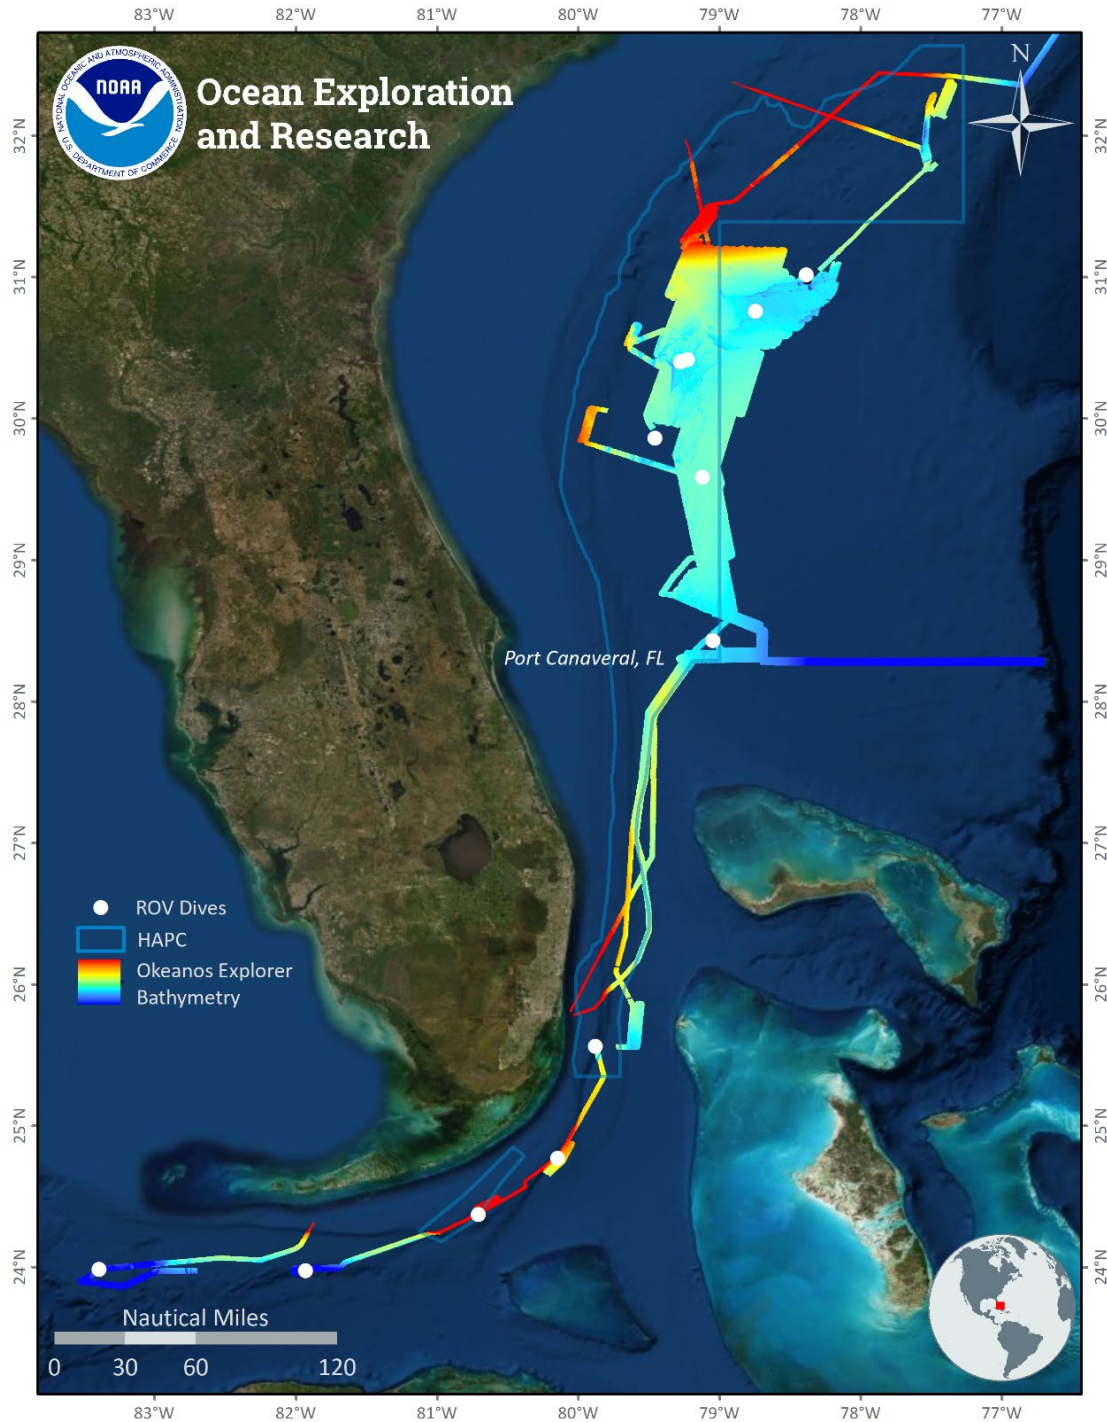 83°W 82°W 81°W 80°W 79°W 78°W 77°W
NATIONAL OCEANIC AND ATMOSPHERIC ADMINISTRATION
NOAA
U.S. DEPARTMENT OF COMMERCE
Ocean Exploration
and Research
N
32°N 32°N
31°N 31°N
30°N 30°N
29°N 29°N
Port Canaveral, FL
28°N 28°N
27°N 27°N
ROV Dives
HAPC
Okeanos Explorer
Bathymetry
26°N 26°N
25°N 25°N
24°N 24°N
Nautical Miles
0 30 60 120
83°W 82°W 81°W 80°W 79°W 78°W 77°W